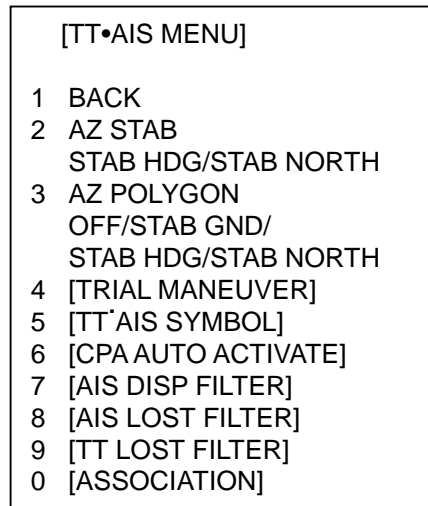 [TT•AIS MENU]
1 BACK
2 AZ STAB
STAB HDG/STAB NORTH
3 AZ POLYGON
OFF/STAB GND/
STAB HDG/STAB NORTH
4 [TRIAL MANEUVER]
5 [TT˙AIS SYMBOL]
6 [CPA AUTO ACTIVATE]
7 [AIS DISP FILTER]
8 [AIS LOST FILTER]
9 [TT LOST FILTER]
0 [ASSOCIATION]